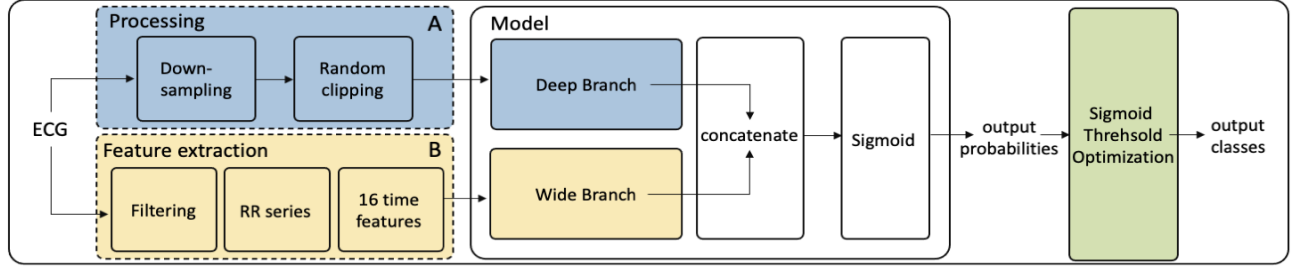 Processing
A
Down-
sampling
Random
clipping
ECG
Feature extraction
B
Filtering
RR series
16 time
features
Model
Deep Branch
Wide Branch
concatenate
Sigmoid
output
probabilities
Sigmoid
Threhsold
Optimization
output
classes